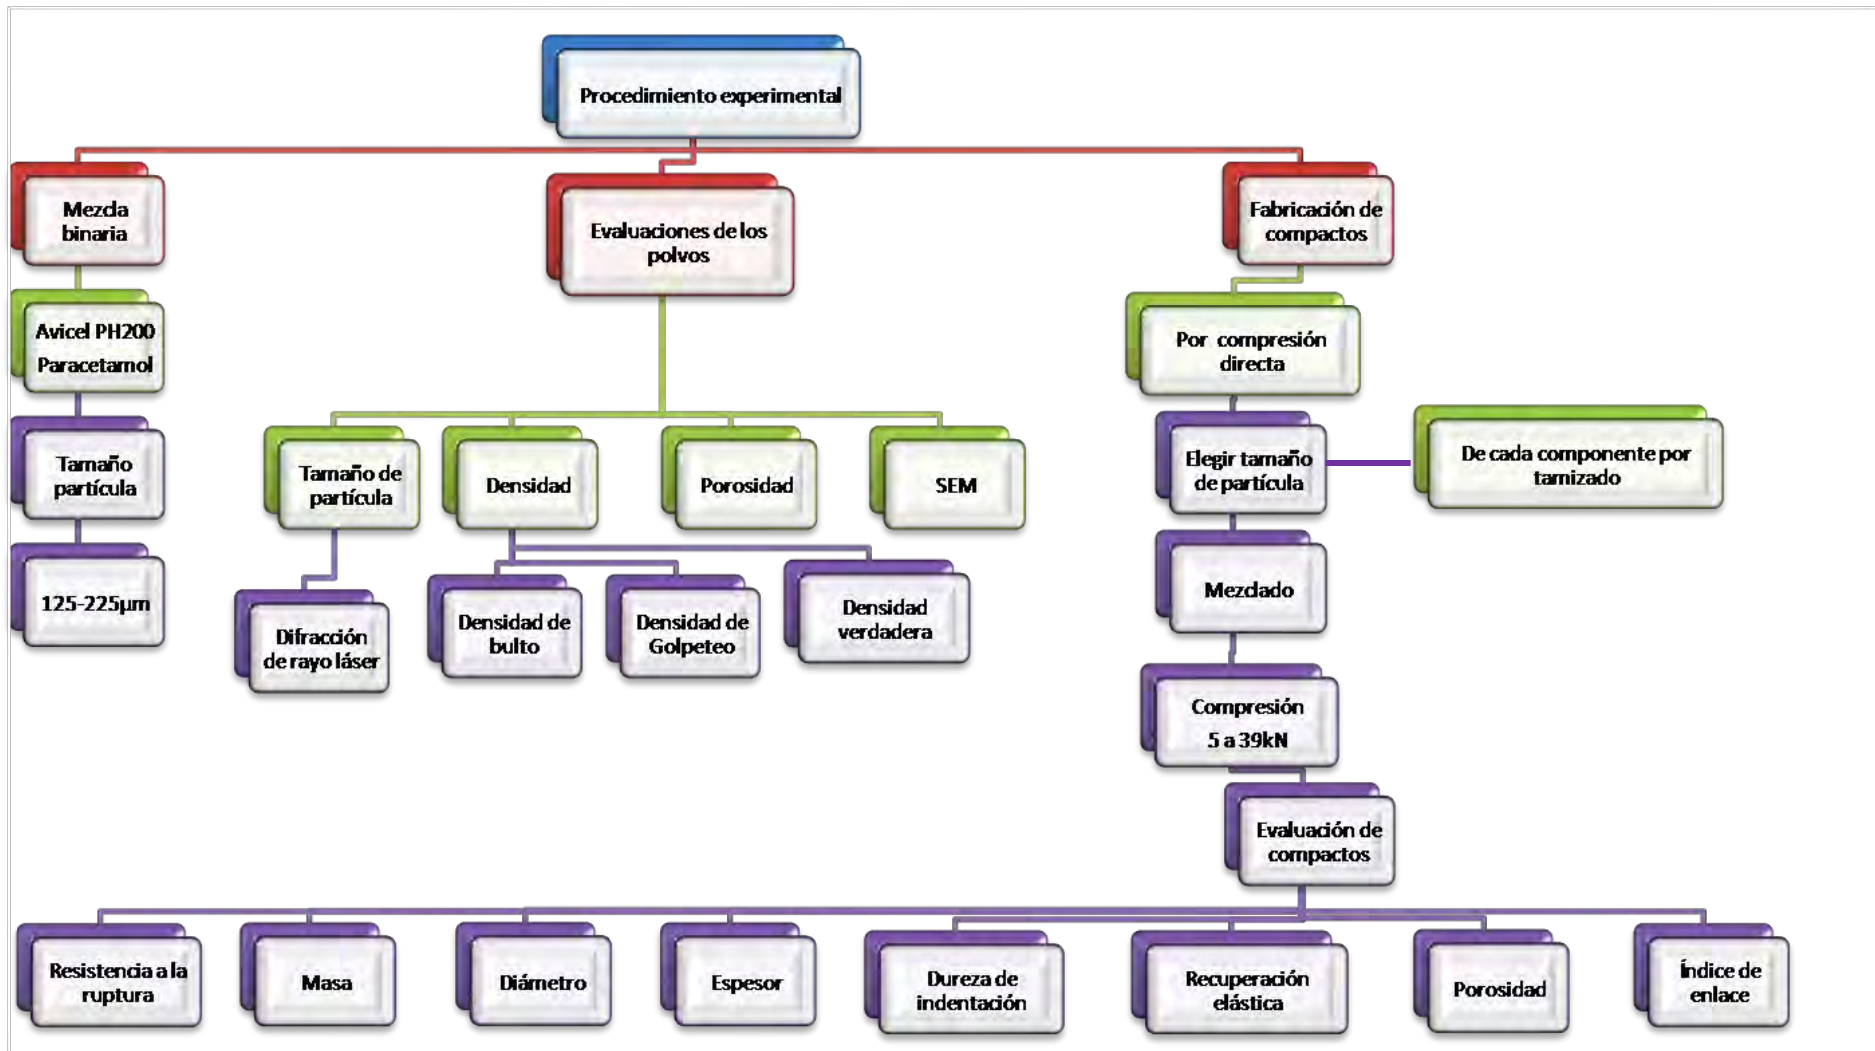 Procedimiento experimental
Mezcla
binaria
Evaluaciones de los
polvos
Fabricación de
compactos
Avicel PH200
Paracetamol
Por compresión
directa
Tamaño
partícula
Tamaño de
partícula
Densidad
Porosidad
SEM
Elegir tamaño
de partícula
De cada componente por
tamizado
125-225µm
Difracción
de rayo láser
Densidad de
bulto
Densidad de
Golpeteo
Densidad
verdadera
Mezclado
Compresión
5 a 39kN
Evaluación de
compactos
Resistencia a la
ruptura
Masa
Diámetro
Espesor
Dureza de
indentación
Recuperación
elástica
Porosidad
Índice de
enlace